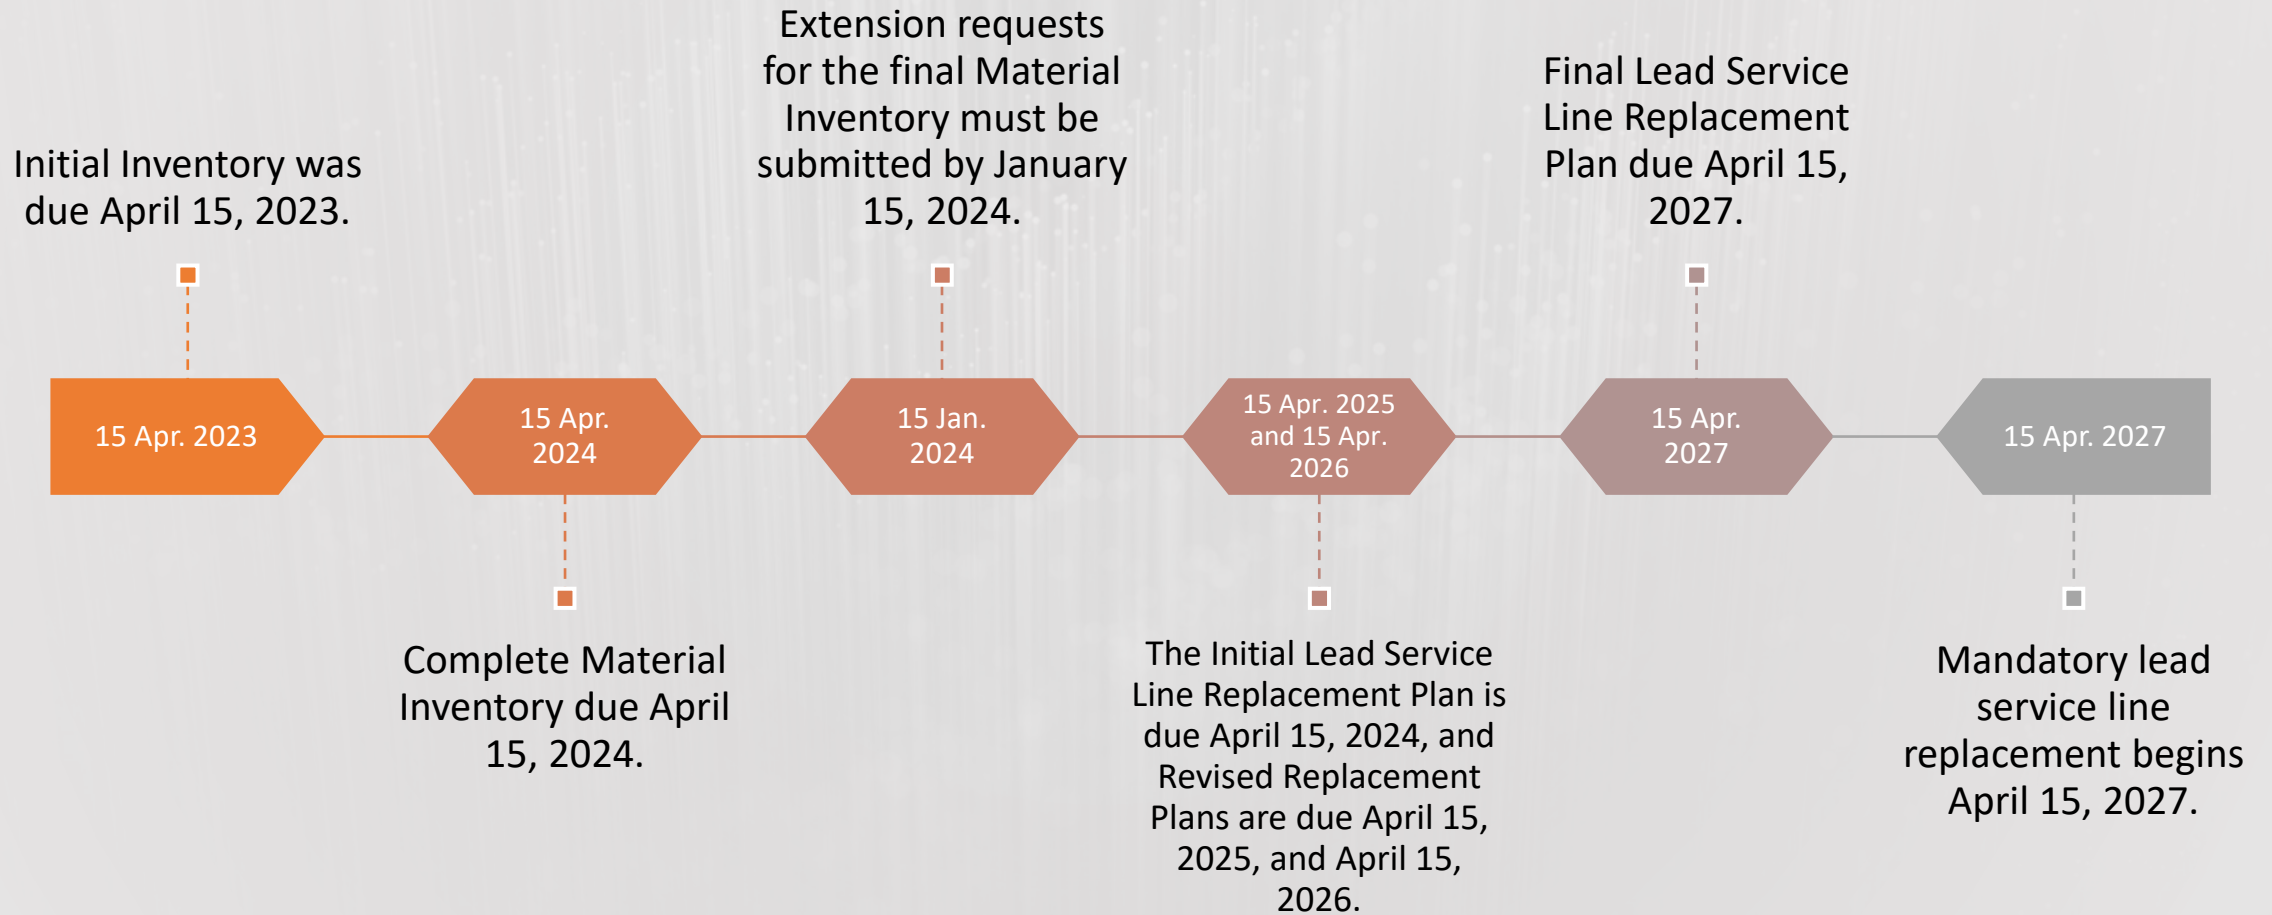 Initial Inventory was
due April 15, 2023.
Extension requests
for the final Material
Inventory must be
submitted by January
15, 2024.
Final Lead Service
Line Replacement
Plan due April 15,
2027.
15 Apr. 2023
15 Apr.
2024
15 Jan.
2024
15 Apr. 2025
and 15 Apr.
2026
15 Apr.
2027
15 Apr. 2027
Complete Material
Inventory due April
15, 2024.
The Initial Lead Service
Line Replacement Plan is
due April 15, 2024, and
Revised Replacement
Plans are due April 15,
2025, and April 15,
2026.
Mandatory lead
service line
replacement begins
April 15, 2027.